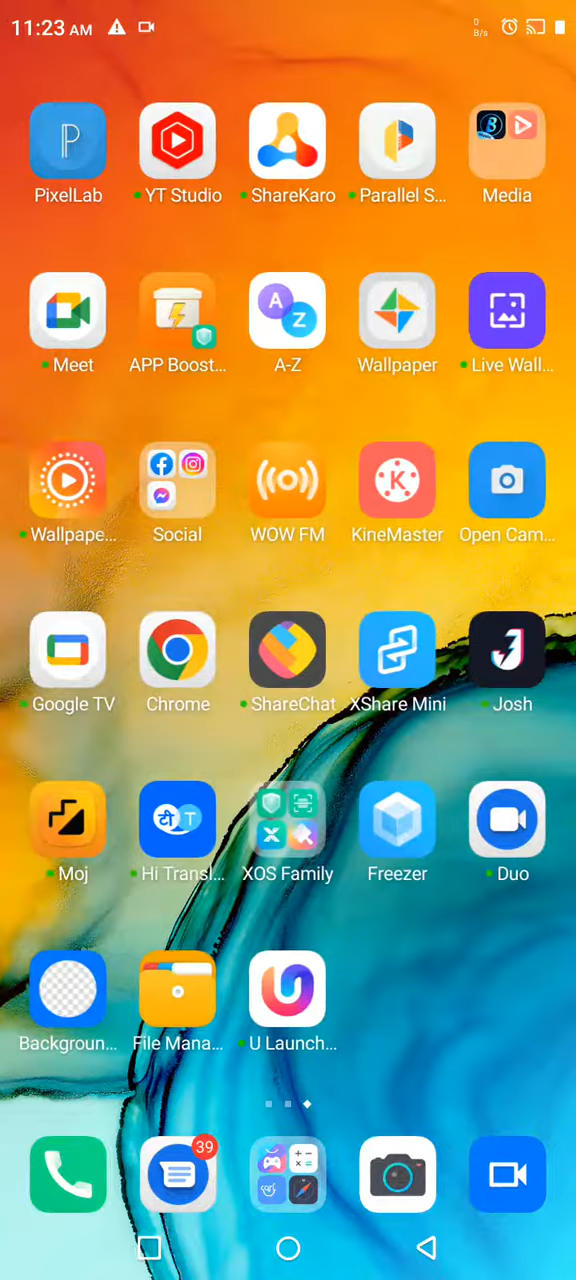 11:23 AM
0
B/s
PixelLab
YT Studio
ShareKaro
Parallel S...
Media
Meet
APP Boost...
A-Z
Wallpaper
Live Wall...
Wallpape...
Social
WOW FM
KineMaster
Open Cam...
Google TV
Chrome
ShareChat
XShare Mini
Josh
Moj
Hi Transl...
XOS Family
Freezer
Duo
Backgroun...
File Mana...
U Launch...
39